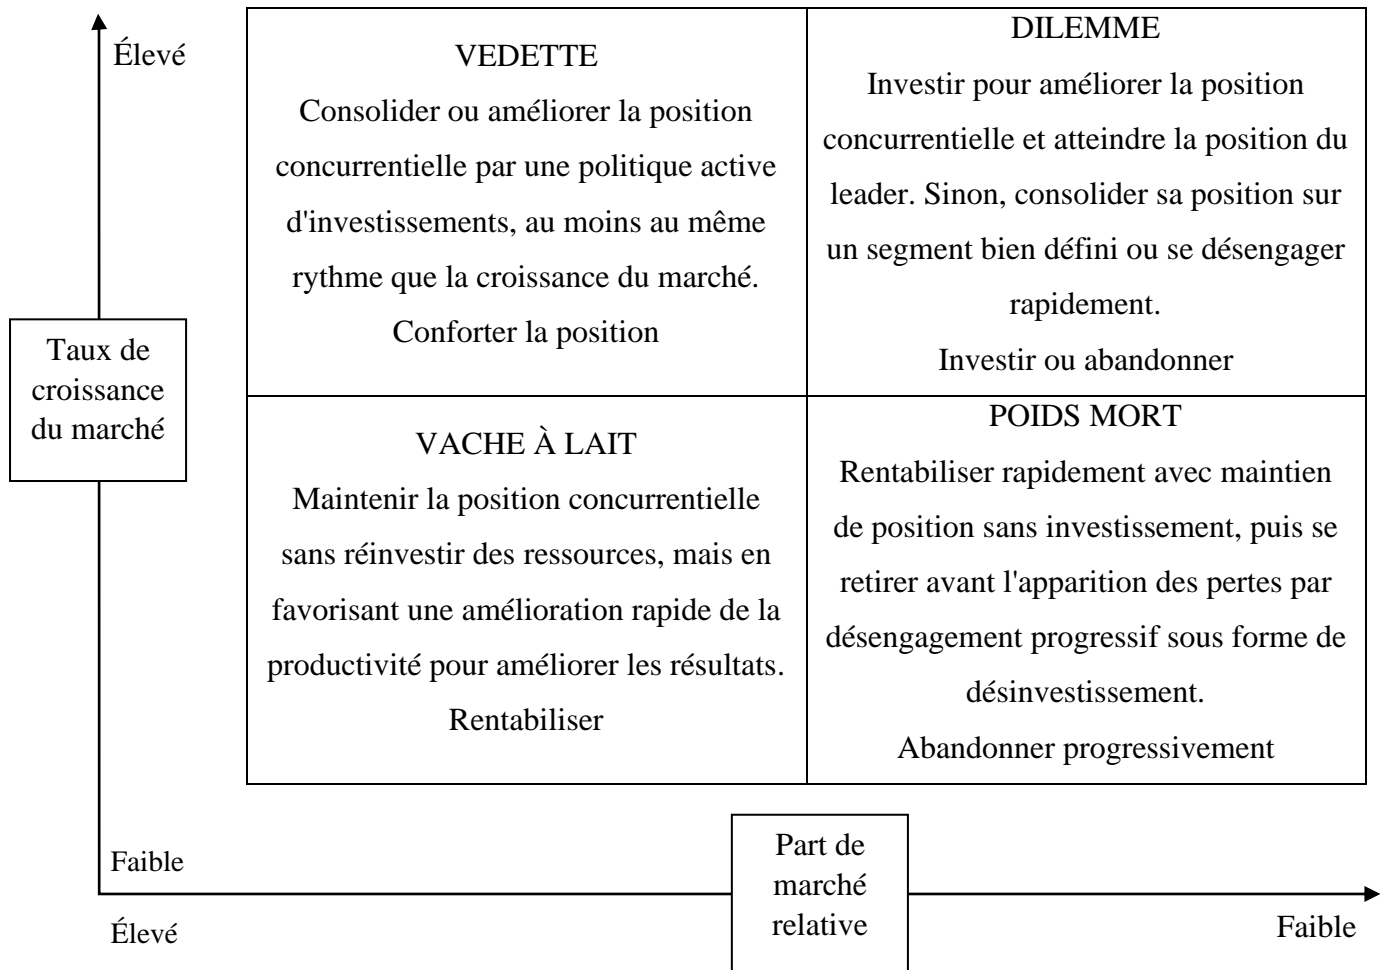 Élevé
VEDETTE
Consolider ou améliorer la position
concurrentielle par une politique active
d'investissements, au moins au même
rythme que la croissance du marché.
Conforter la position
DILEMME
Investir pour améliorer la position
concurrentielle et atteindre la position du
leader. Sinon, consolider sa position sur
un segment bien défini ou se désengager
rapidement.
Investir ou abandonner
Taux de
croissance
du marché
VACHE À LAIT
Maintenir la position concurrentielle
sans réinvestir des ressources, mais en
favorisant une amélioration rapide de la
productivité pour améliorer les résultats.
Rentabiliser
POIDS MORT
Rentabiliser rapidement avec maintien
de position sans investissement, puis se
retirer avant l'apparition des pertes par
désengagement progressif sous forme de
désinvestissement.
Abandonner progressivement
Faible
Élevé
Part de
marché
relative
Faible